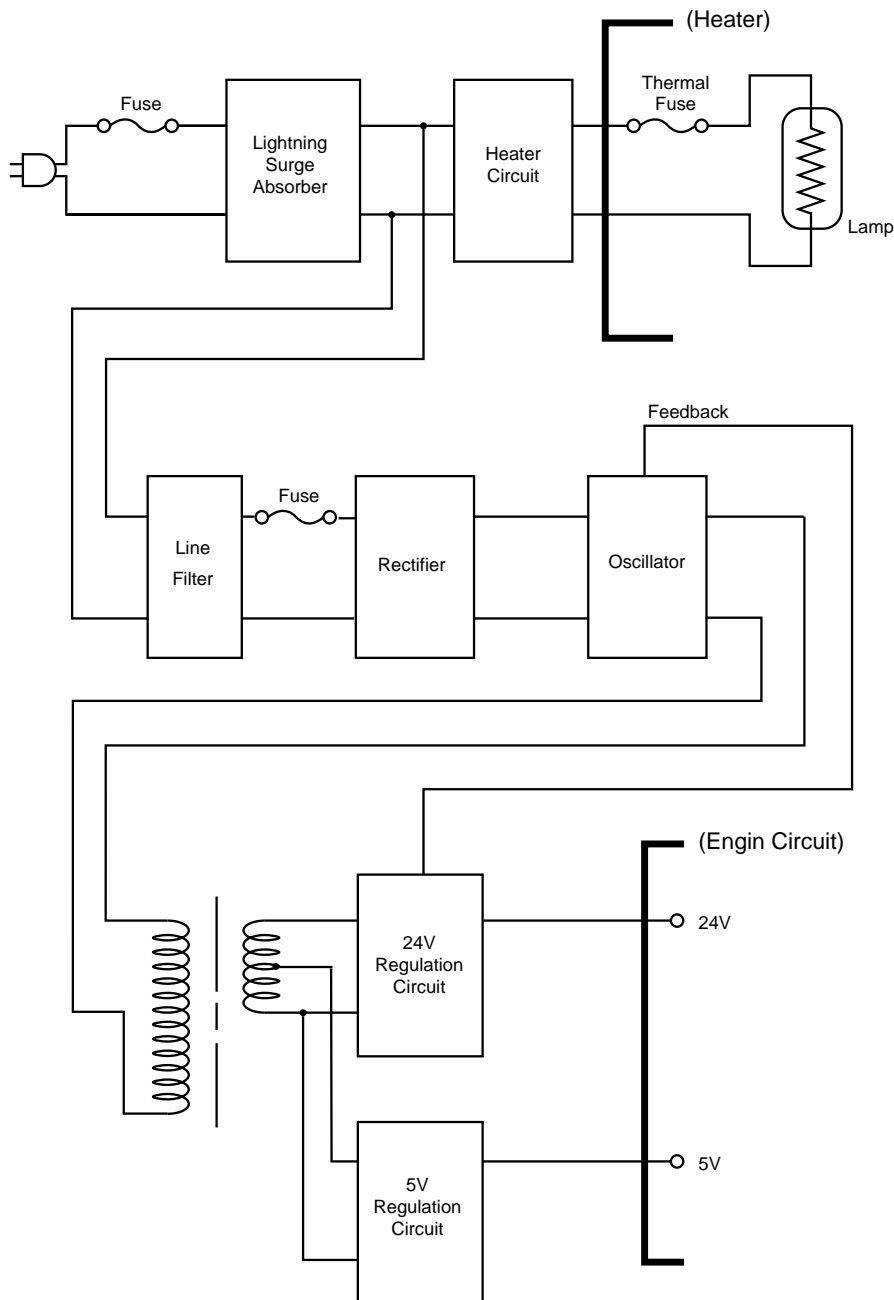 (Heater)
Fuse
Thermal
Fuse
Lightning
Surge
Absorber
Heater
Circuit
Lamp
Feedback
Fuse
Line
Filter
Rectifier
Oscillator
(Engin Circuit)
24V
Regulation
Circuit
24V
5V
Regulation
Circuit
5V